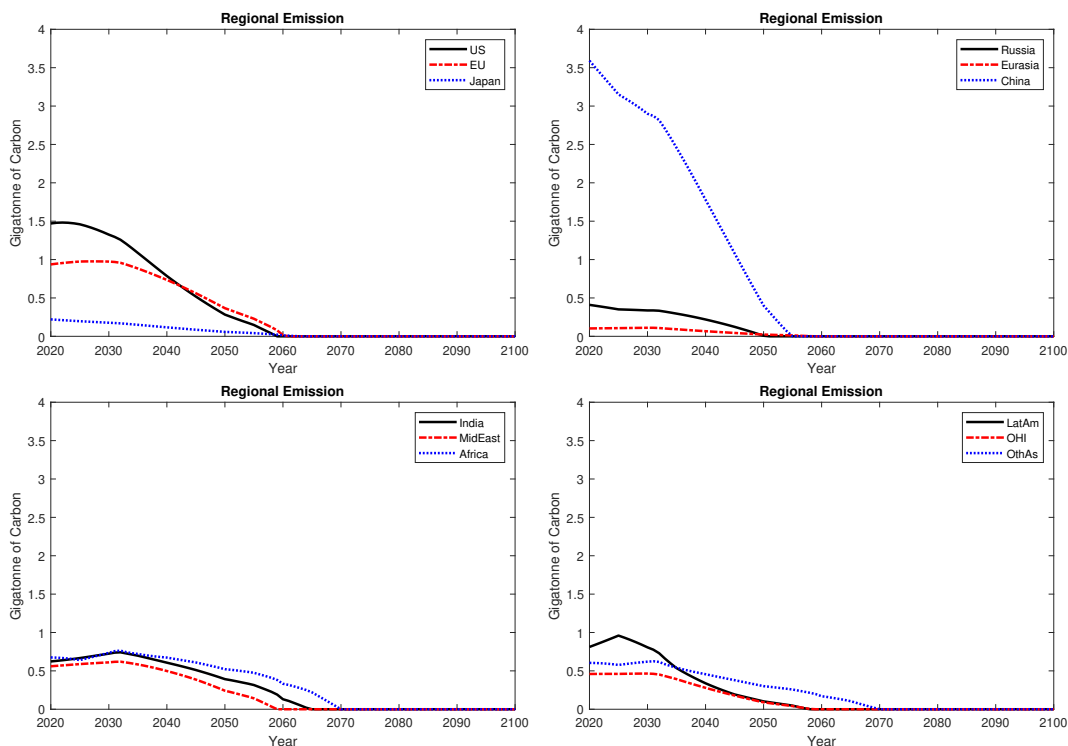 Regional Emission
4
3.5
3
2.5
2
1.5
1
0.5
0
Gigatonne of Carbon
2020 2030 2040 2050 2060 2070 2080 2090 2100
Year
US
EU
Japan
Regional Emission
4
3.5
3
2.5
2
1.5
1
0.5
0
Gigatonne of Carbon
2020 2030 2040 2050 2060 2070 2080 2090 2100
Year
Russia
Eurasia
China
Regional Emission
4
3.5
3
2.5
2
1.5
1
0.5
0
Gigatonne of Carbon
2020 2030 2040 2050 2060 2070 2080 2090 2100
Year
India
MidEast
Africa
Regional Emission
4
3.5
3
2.5
2
1.5
1
0.5
0
Gigatonne of Carbon
2020 2030 2040 2050 2060 2070 2080 2090 2100
Year
LatAm
OHI
OthAs